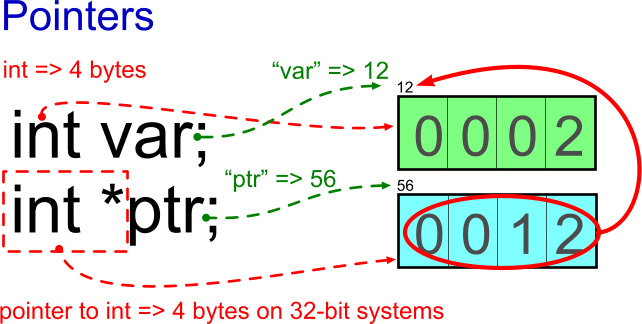 Pointers
int => 4 bytes
“var” => 12
12
int var;
0 0 0 2
“ptr” => 56
56
int *ptr;
0 0 1 2
pointer to int => 4 bytes on 32-bit systems